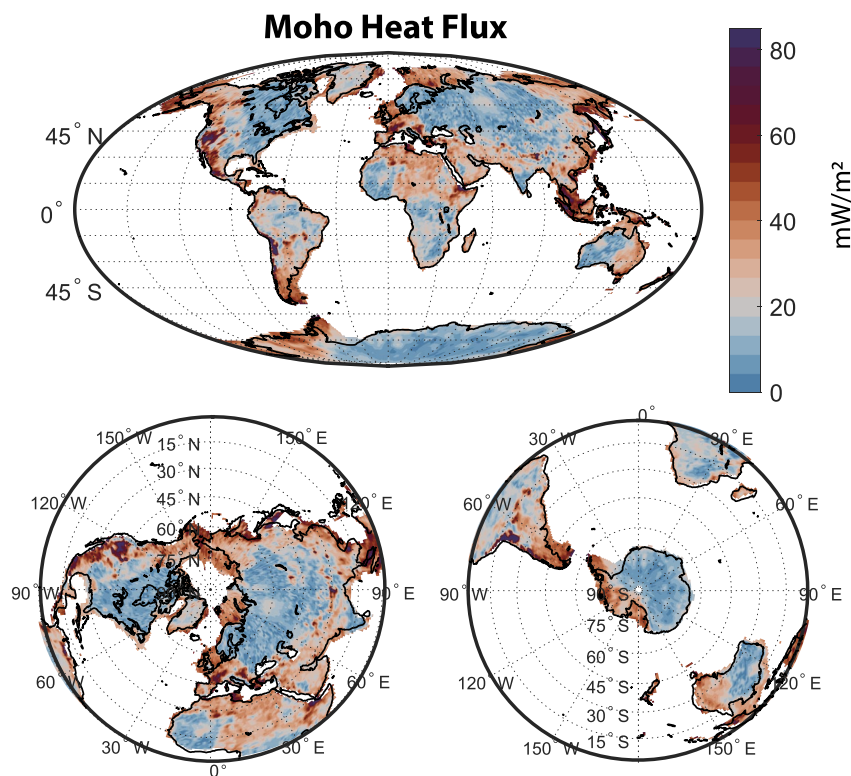 Moho Heat Flux
80
60
40
20
0
mW/m²
45° N
0°
45° S
150° W
150° E
15° N
30° N
45° N
60° N
75° N
120° W
90° W
90° E
60° W
60° E
30° W
30° E
0°
0°
30° W
30° E
60° W
60° E
90° W
90° S
90° E
75° S
60° S
45° S
30° S
15° S
120° W
120° E
150° W
150° E